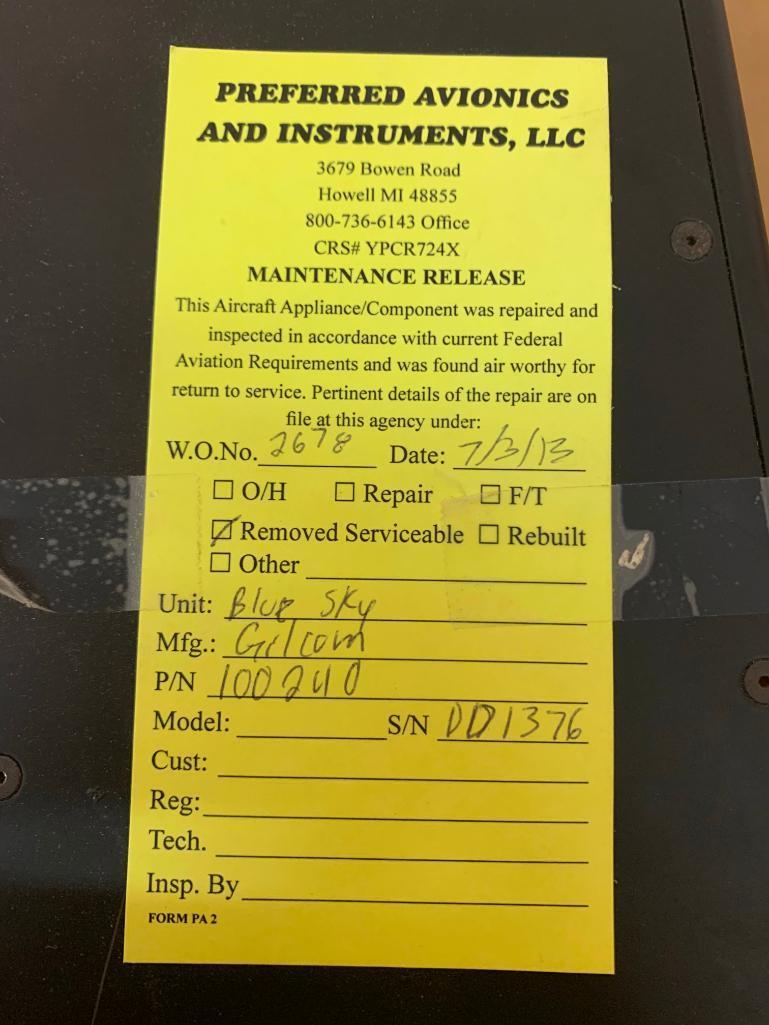 PREFERRED AVIONICS
AND INSTRUMENTS, LLC
3679 Bowen Road
Howell MI 48855
800-736-6143 Office
CRS# YPCR724X
MAINTENANCE RELEASE
This Aircraft Appliance/Component was repaired and
inspected in accordance with current Federal
Aviation Requirements and was found air worthy for
return to service. Pertinent details of the repair are on
file at this agency under:
W.O.No. 2678 Date: 7/3/13
☐ O/H ☐ Repair ☐ F/T
☑ Removed Serviceable ☐ Rebuilt
☐ Other
Unit: Blue Sky
Mfg.: Gilcom
P/N 100240
Model: S/N DD1376
Cust:
Reg:
Tech.
Insp. By
FORM PA 2